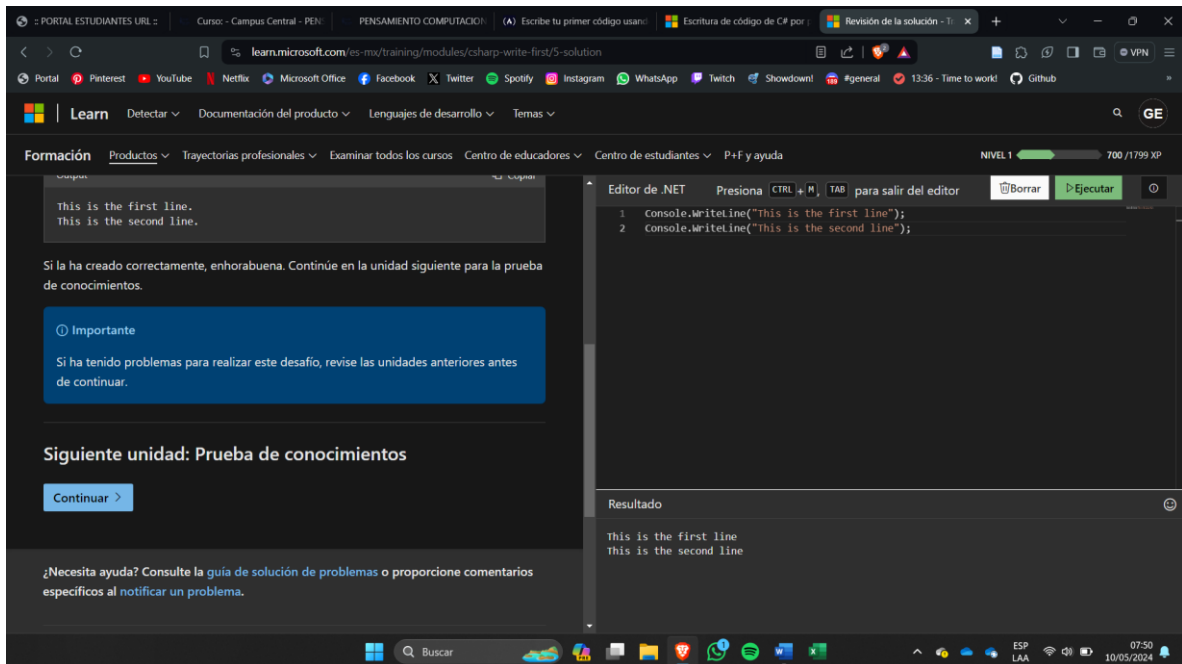 :: PORTAL ESTUDIANTES URL ::
Curso: - Campus Central - PEN
PENSAMIENTO COMPUTACION
(A) Escribe tu primer código usand
Escritura de código de C# por
Revisión de la solución - Tr
learn.microsoft.com/es-mx/training/modules/csharp-write-first/5-solution
VPN
Portal Pinterest YouTube Netflix Microsoft Office Facebook Twitter Spotify Instagram WhatsApp Twitch Showdown! #general 13:36 - Time to work! Github
Learn Detectar Documentación del producto Lenguajes de desarrollo Temas GE
Formación Productos Trayectorias profesionales Examinar todos los cursos Centro de educadores Centro de estudiantes P+F y ayuda NIVEL 1 700 /1799 XP
Output Copiar
This is the first line.
This is the second line.
Si la ha creado correctamente, enhorabuena. Continúe en la unidad siguiente para la prueba
de conocimientos.
Importante
Si ha tenido problemas para realizar este desafío, revise las unidades anteriores antes
de continuar.
Siguiente unidad: Prueba de conocimientos
Continuar
¿Necesita ayuda? Consulte la guía de solución de problemas o proporcione comentarios
específicos al notificar un problema.
Editor de .NET Presiona CTRL + M, TAB para salir del editor Borrar Ejecutar
1 Console.WriteLine("This is the first line");
2 Console.WriteLine("This is the second line");
Resultado
This is the first line
This is the second line
Buscar
ESP
LAA
07:50
10/05/2024